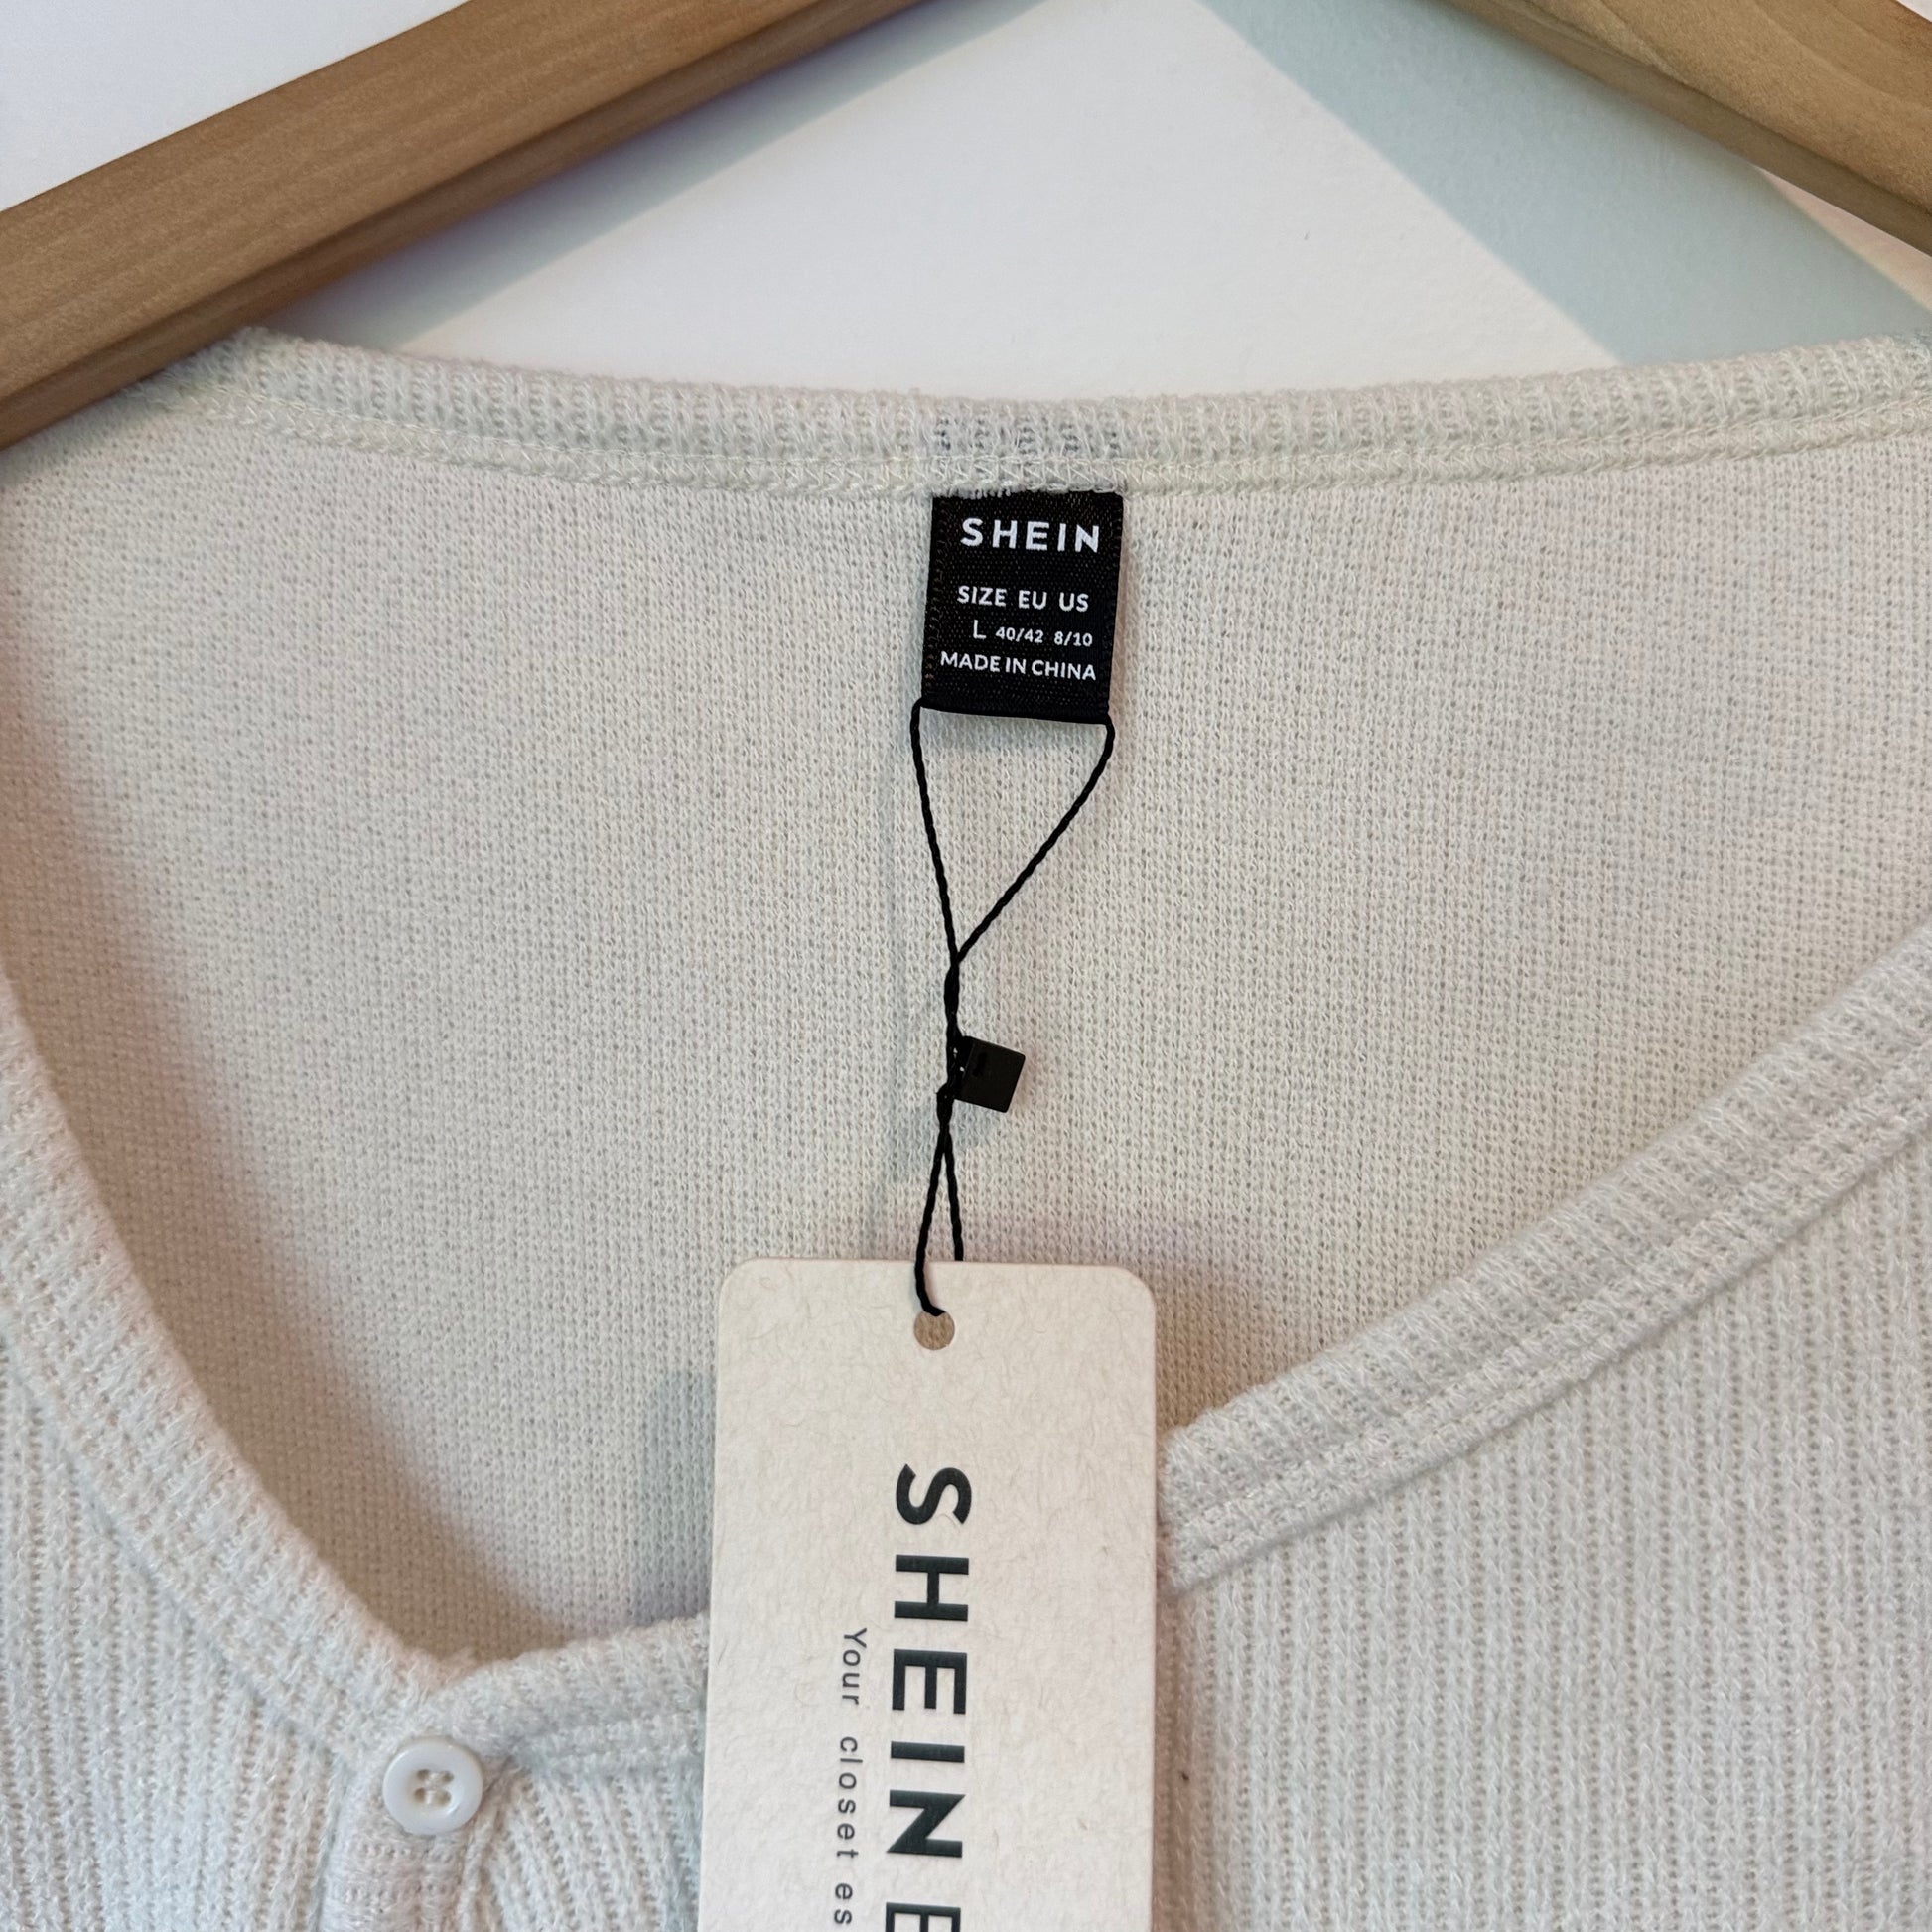 SHEIN
SIZE EU US
L 40/42 8/10
MADE IN CHINA
SHEIN E
Your closet es